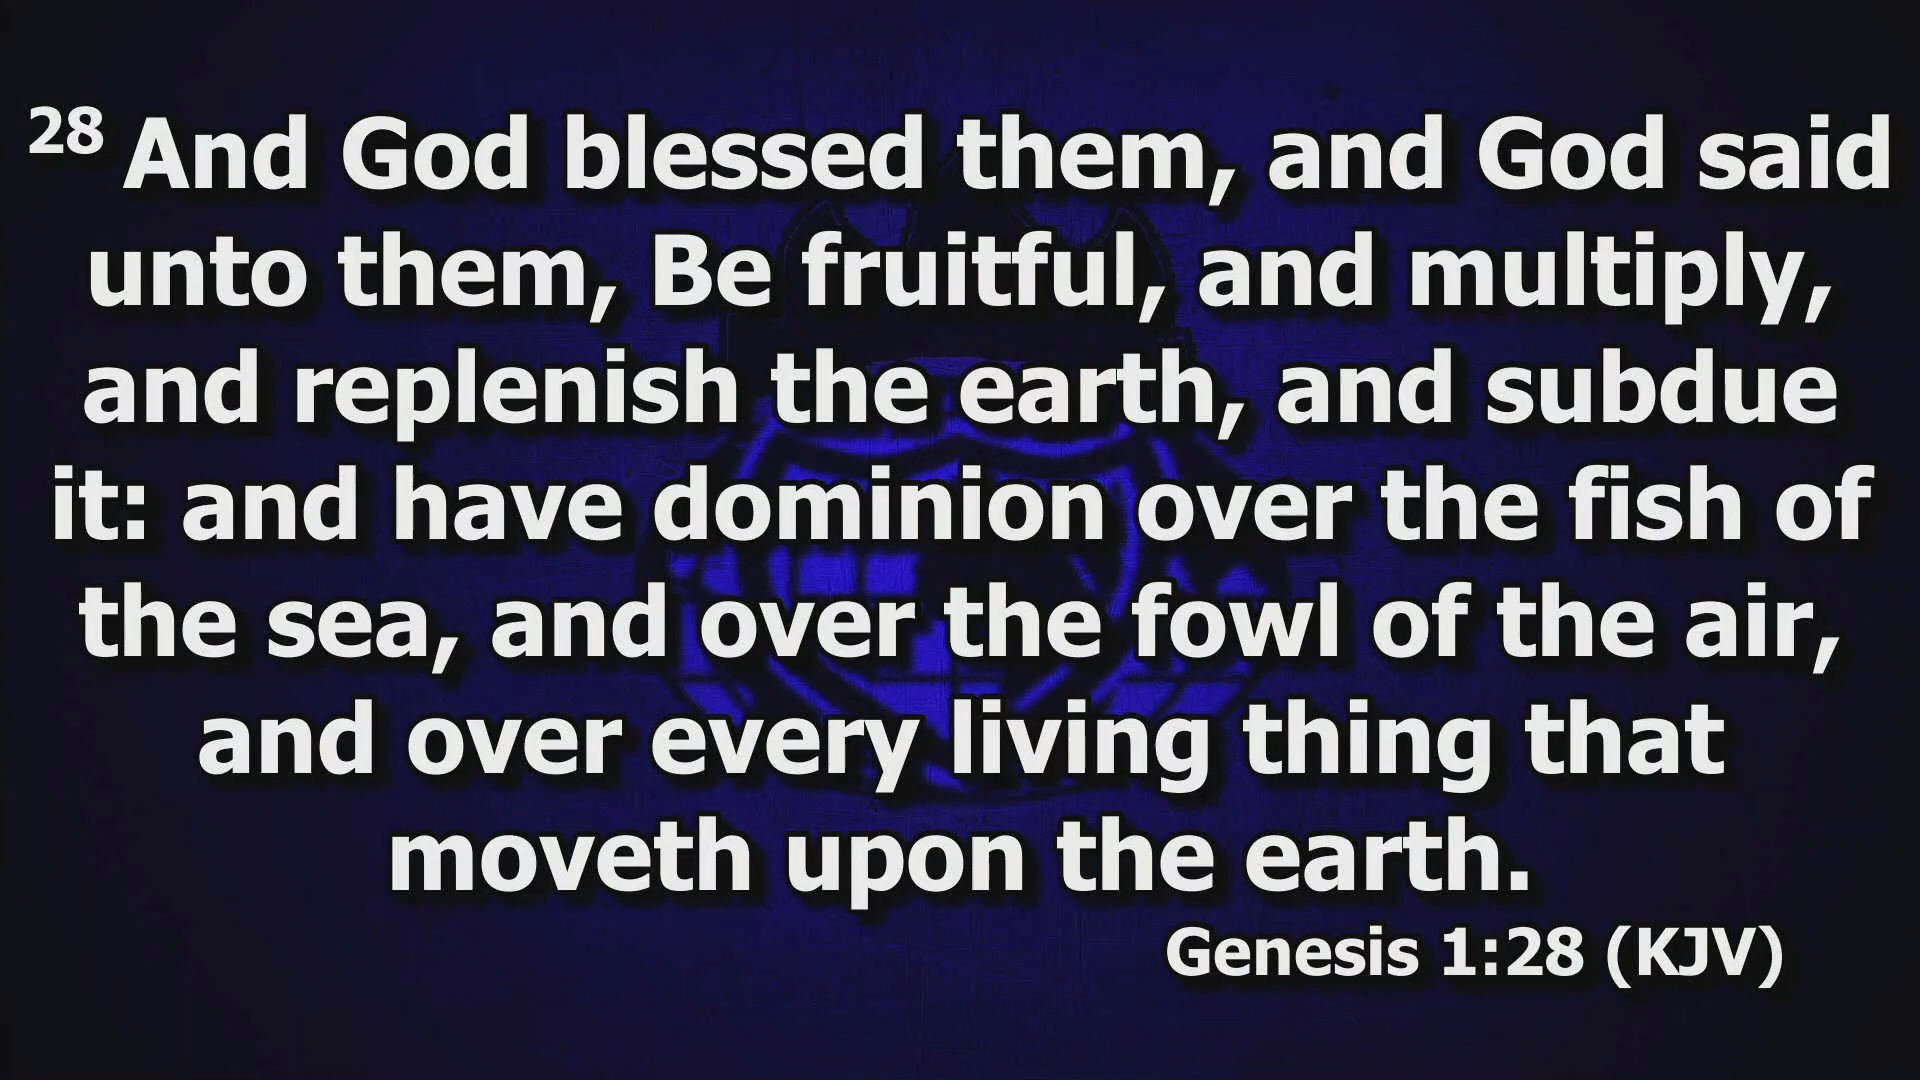 28 And God blessed them, and God said
unto them, Be fruitful, and multiply,
and replenish the earth, and subdue
it: and have dominion over the fish of
the sea, and over the fowl of the air,
and over every living thing that
moveth upon the earth.
Genesis 1:28 (KJV)